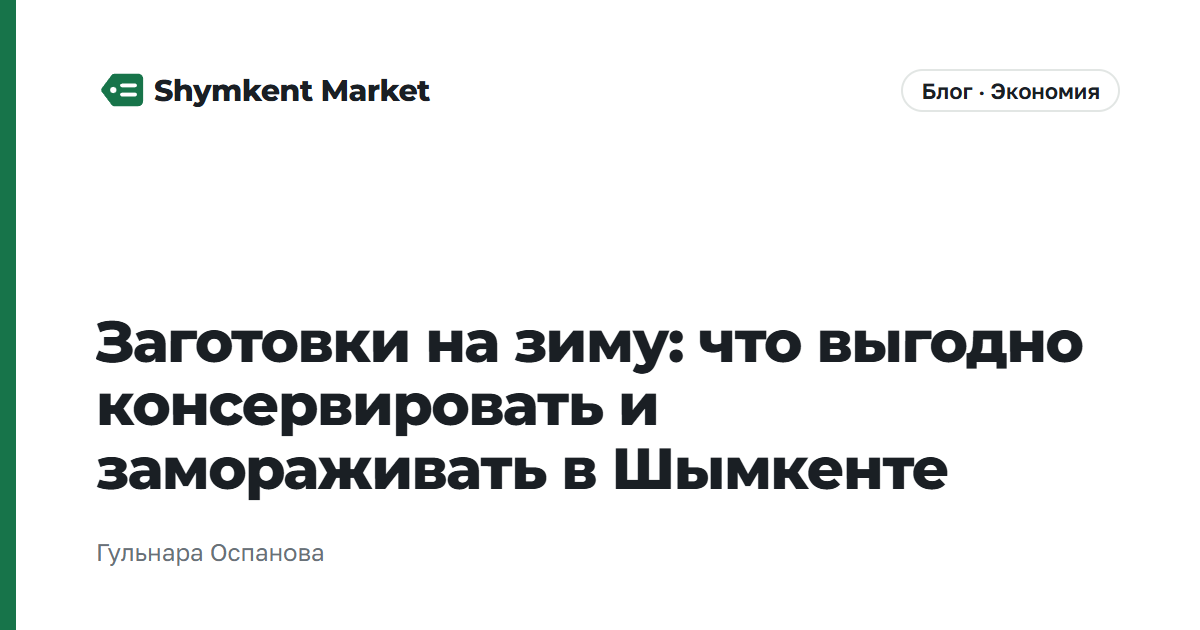 Shymkent Market
Блог · Экономия
Заготовки на зиму: что выгодно
консервировать и
замораживать в Шымкенте
Гульнара Оспанова